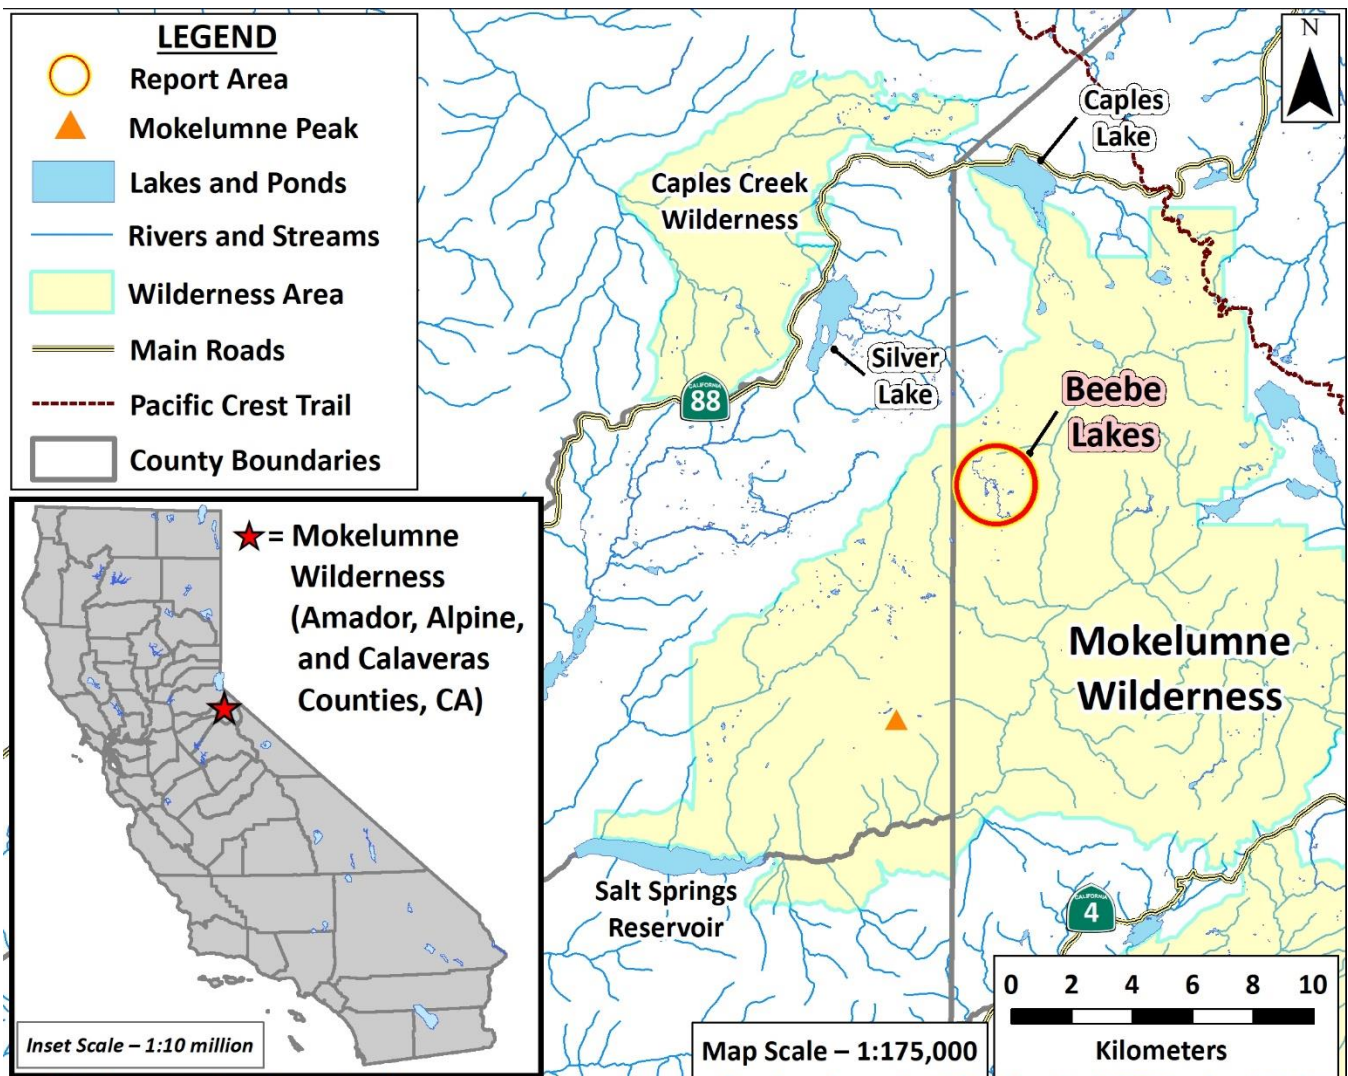 LEGEND
Report Area
Mokelumne Peak
Lakes and Ponds
Rivers and Streams
Wilderness Area
Main Roads
Pacific Crest Trail
County Boundaries
N
Caples
Lake
Caples Creek
Wilderness
Silver
Lake
CALIFORNIA
88
Beebe
Lakes
= Mokelumne
Wilderness
(Amador, Alpine,
and Calaveras
Counties, CA)
Mokelumne
Wilderness
Salt Springs
Reservoir
CALIFORNIA
4
Inset Scale – 1:10 million
Map Scale – 1:175,000
0 2 4 6 8 10
Kilometers